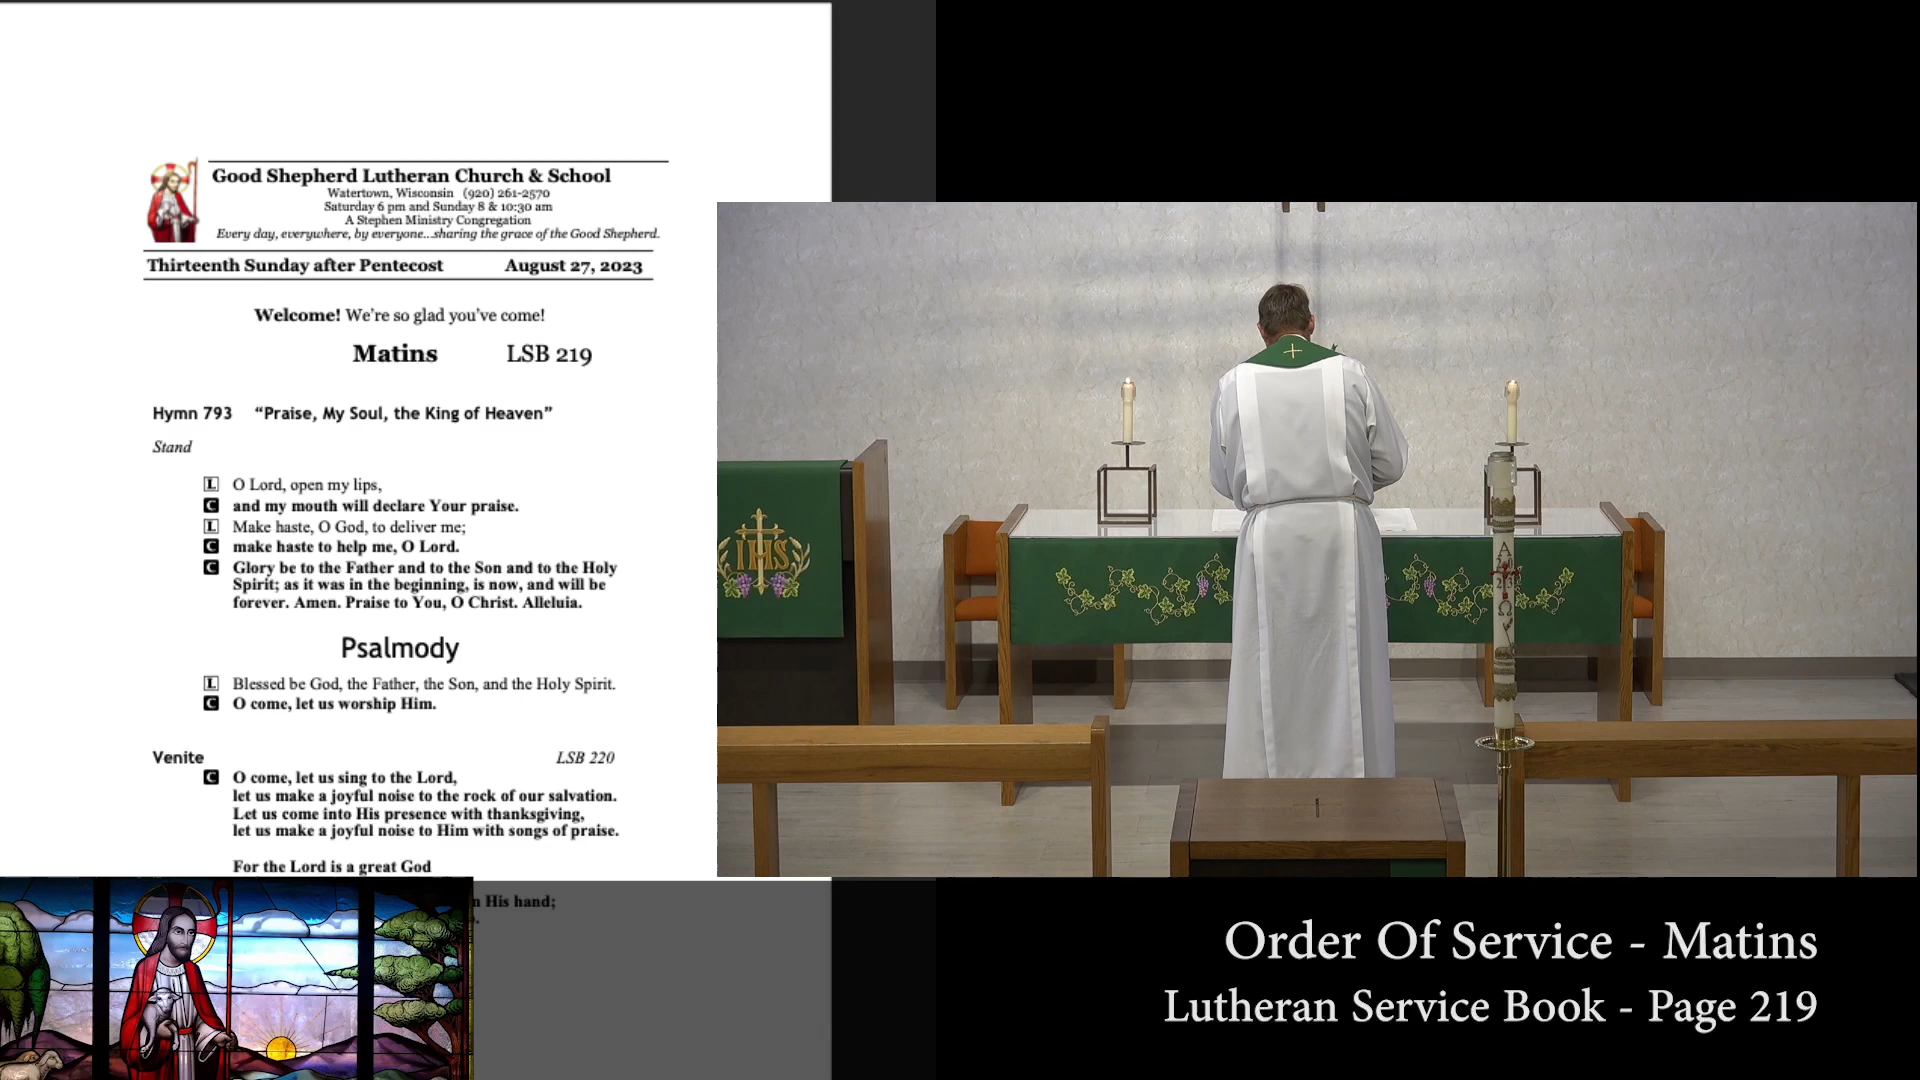 Good Shepherd Lutheran Church & School
Watertown, Wisconsin (920) 261-2570
Saturday 6 pm and Sunday 8 & 10:30 am
A Stephen Ministry Congregation
Every day, everywhere, by everyone...sharing the grace of the Good Shepherd.
Thirteenth Sunday after Pentecost August 27, 2023
Welcome! We're so glad you've come!
Matins LSB 219
Hymn 793 “Praise, My Soul, the King of Heaven”
Stand
L O Lord, open my lips,
C and my mouth will declare Your praise.
L Make haste, O God, to deliver me;
C make haste to help me, O Lord.
C Glory be to the Father and to the Son and to the Holy
Spirit; as it was in the beginning, is now, and will be
forever. Amen. Praise to You, O Christ. Alleluia.
Psalmody
L Blessed be God, the Father, the Son, and the Holy Spirit.
C O come, let us worship Him.
Venite LSB 220
C O come, let us sing to the Lord,
let us make a joyful noise to the rock of our salvation.
Let us come into His presence with thanksgiving,
let us make a joyful noise to Him with songs of praise.
For the Lord is a great God
His hand;
IHS
A
Ω
Order Of Service - Matins
Lutheran Service Book - Page 219